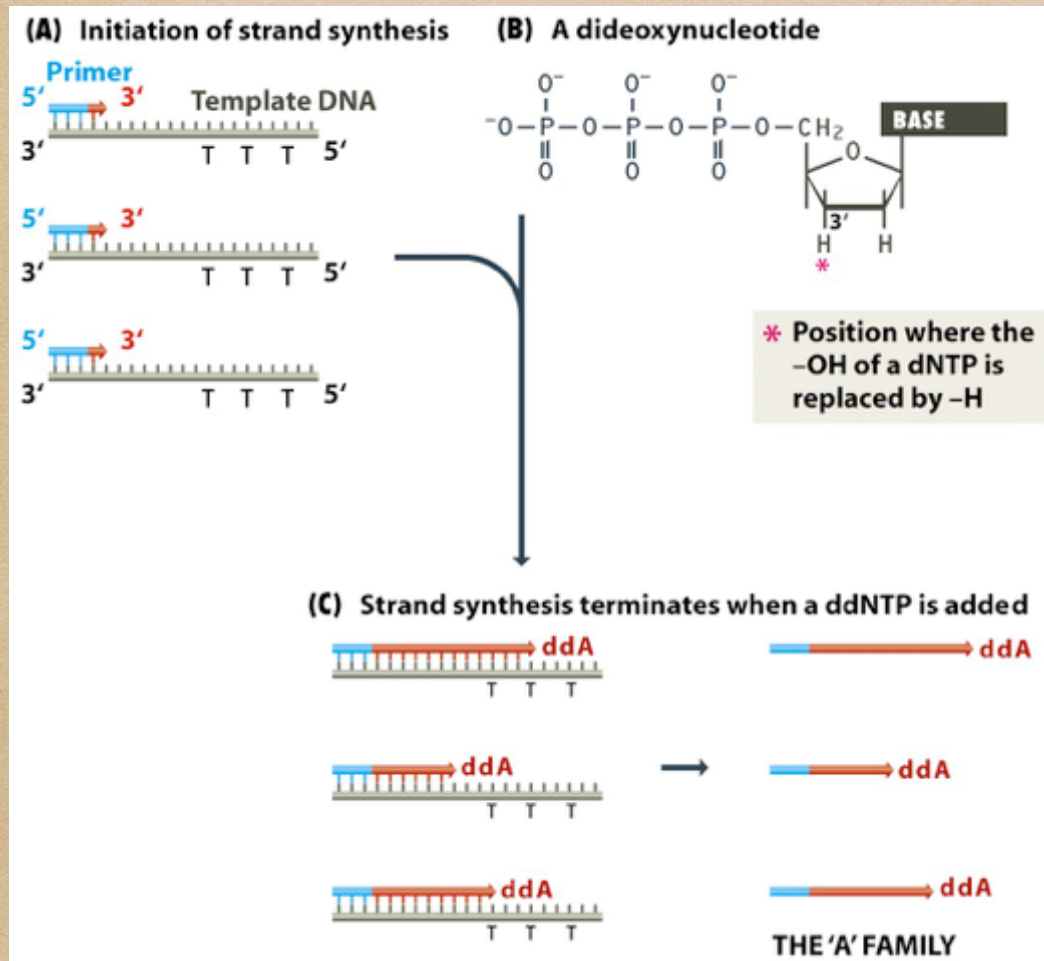 (A) Initiation of strand synthesis
Primer
5‘ 3‘
Template DNA
3‘ T T T 5‘
5‘ 3‘
3‘ T T T 5‘
5‘ 3‘
3‘ T T T 5‘
(B) A dideoxynucleotide
O⁻ O⁻ O⁻
⁻O–P–O–P–O–P–O–CH₂ BASE
O O O O
3‘
H H
*
* Position where the
–OH of a dNTP is
replaced by –H
(C) Strand synthesis terminates when a ddNTP is added
ddA ddA
T T T
ddA ddA
T T T
ddA ddA
T T T
THE ‘A’ FAMILY